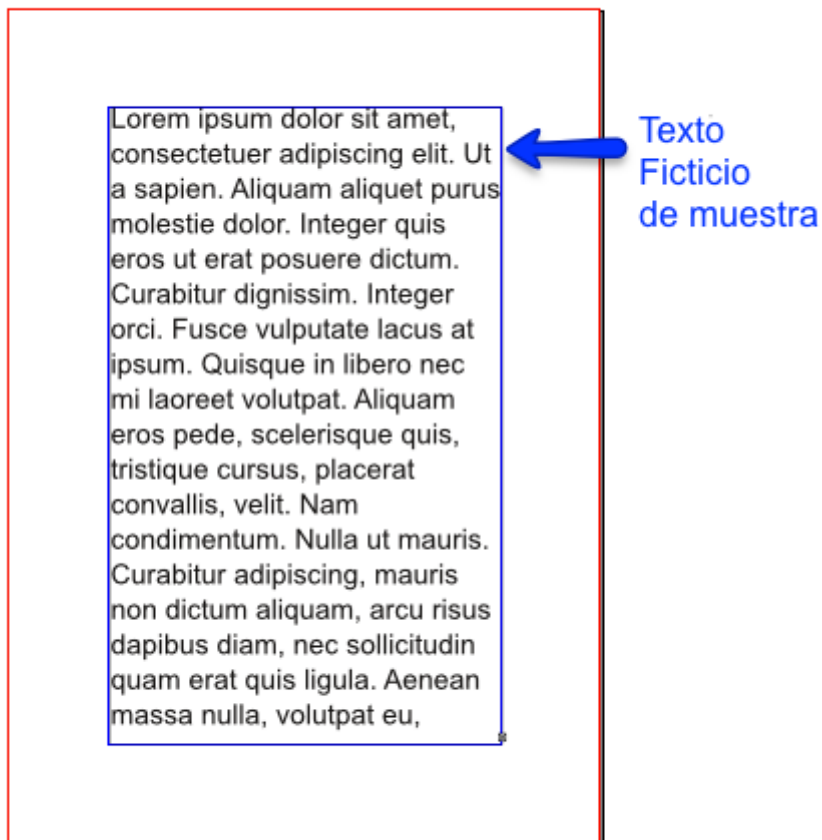 Lorem ipsum dolor sit amet,
consectetuer adipiscing elit. Ut
a sapien. Aliquam aliquet purus
molestie dolor. Integer quis
eros ut erat posuere dictum.
Curabitur dignissim. Integer
orci. Fusce vulputate lacus at
ipsum. Quisque in libero nec
mi laoreet volutpat. Aliquam
eros pede, scelerisque quis,
tristique cursus, placerat
convallis, velit. Nam
condimentum. Nulla ut mauris.
Curabitur adipiscing, mauris
non dictum aliquam, arcu risus
dapibus diam, nec sollicitudin
quam erat quis ligula. Aenean
massa nulla, volutpat eu,
Texto
Ficticio
de muestra